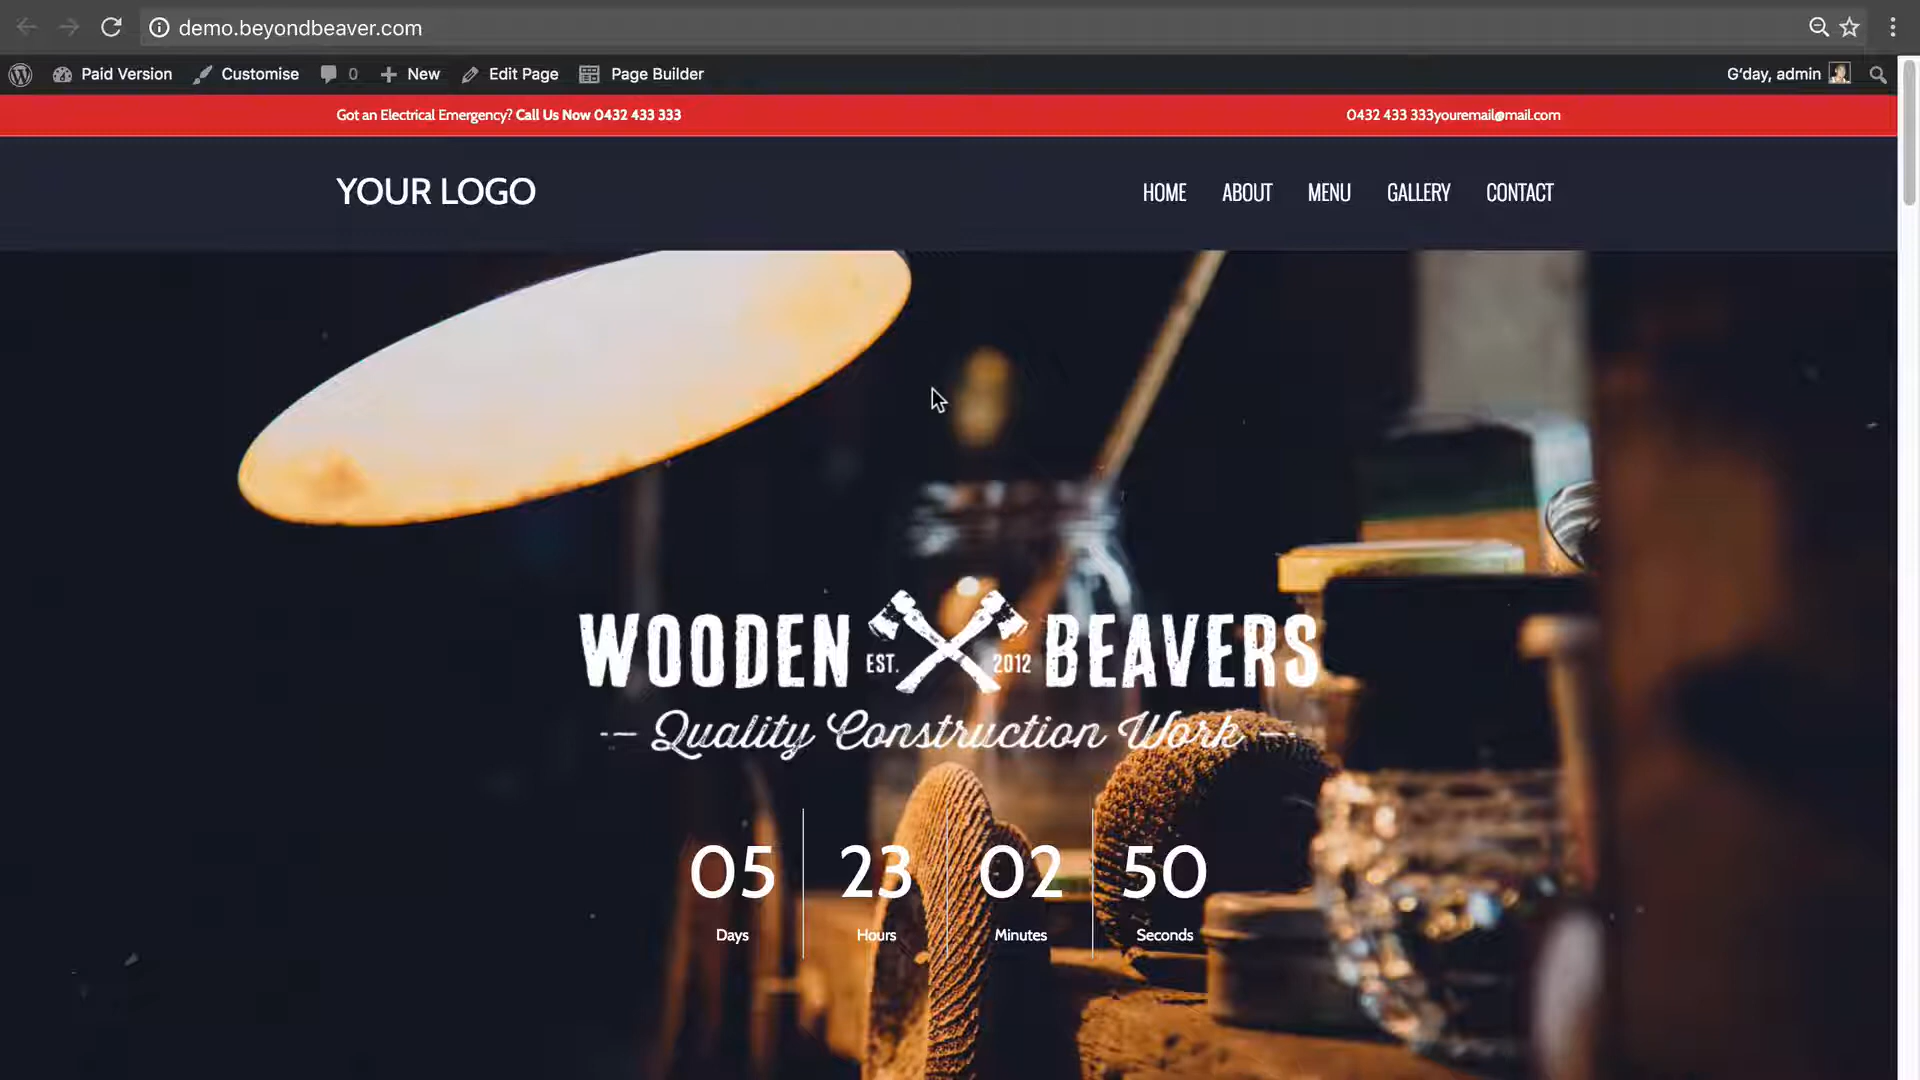 demo.beyondbeaver.com
Paid Version Customise 0 New Edit Page Page Builder G'day, admin
Got an Electrical Emergency? Call Us Now 0432 433 333 0432 433 333youremail@mail.com
YOUR LOGO HOME ABOUT MENU GALLERY CONTACT
WOODEN EST. 2012 BEAVERS
-– Quality Construction Work –-
05 23 02 50
Days Hours Minutes Seconds